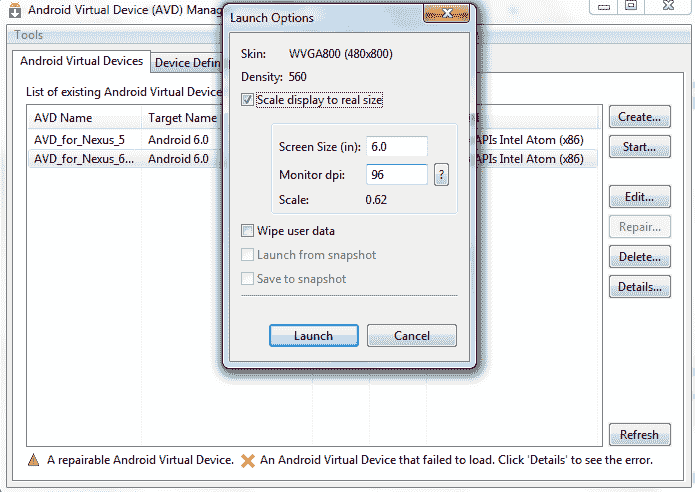 Android Virtual Device (AVD) Manag
Tools
Android Virtual Devices
Device Defin
List of existing Android Virtual Device
AVD Name Target Name
AVD_for_Nexus_5 Android 6.0 APIs Intel Atom (x86)
AVD_for_Nexus_6... Android 6.0 APIs Intel Atom (x86)
Create...
Start...
Edit...
Repair...
Delete...
Details...
Refresh
Launch Options
Skin: WVGA800 (480x800)
Density: 560
Scale display to real size
Screen Size (in): 6.0
Monitor dpi: 96 ?
Scale: 0.62
Wipe user data
Launch from snapshot
Save to snapshot
Launch Cancel
A repairable Android Virtual Device. An Android Virtual Device that failed to load. Click 'Details' to see the error.